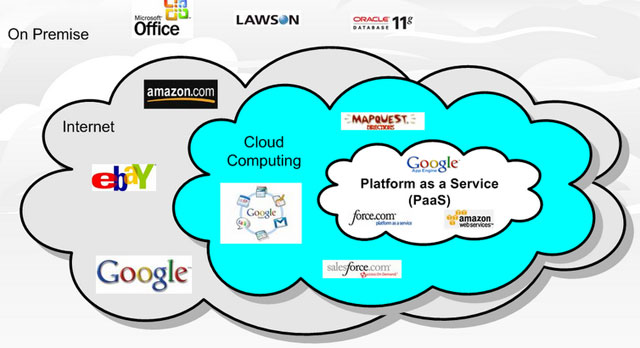 On Premise
Microsoft
Office
LAWSON
ORACLE
DATABASE 11g
amazon.com
Internet
Cloud
Computing
MAPQUEST
DIRECTIONS
ebay
Google
App Engine
Platform as a Service
(PaaS)
Google
force.com
platform as a service
amazon
webservices
Google
salesforce.com